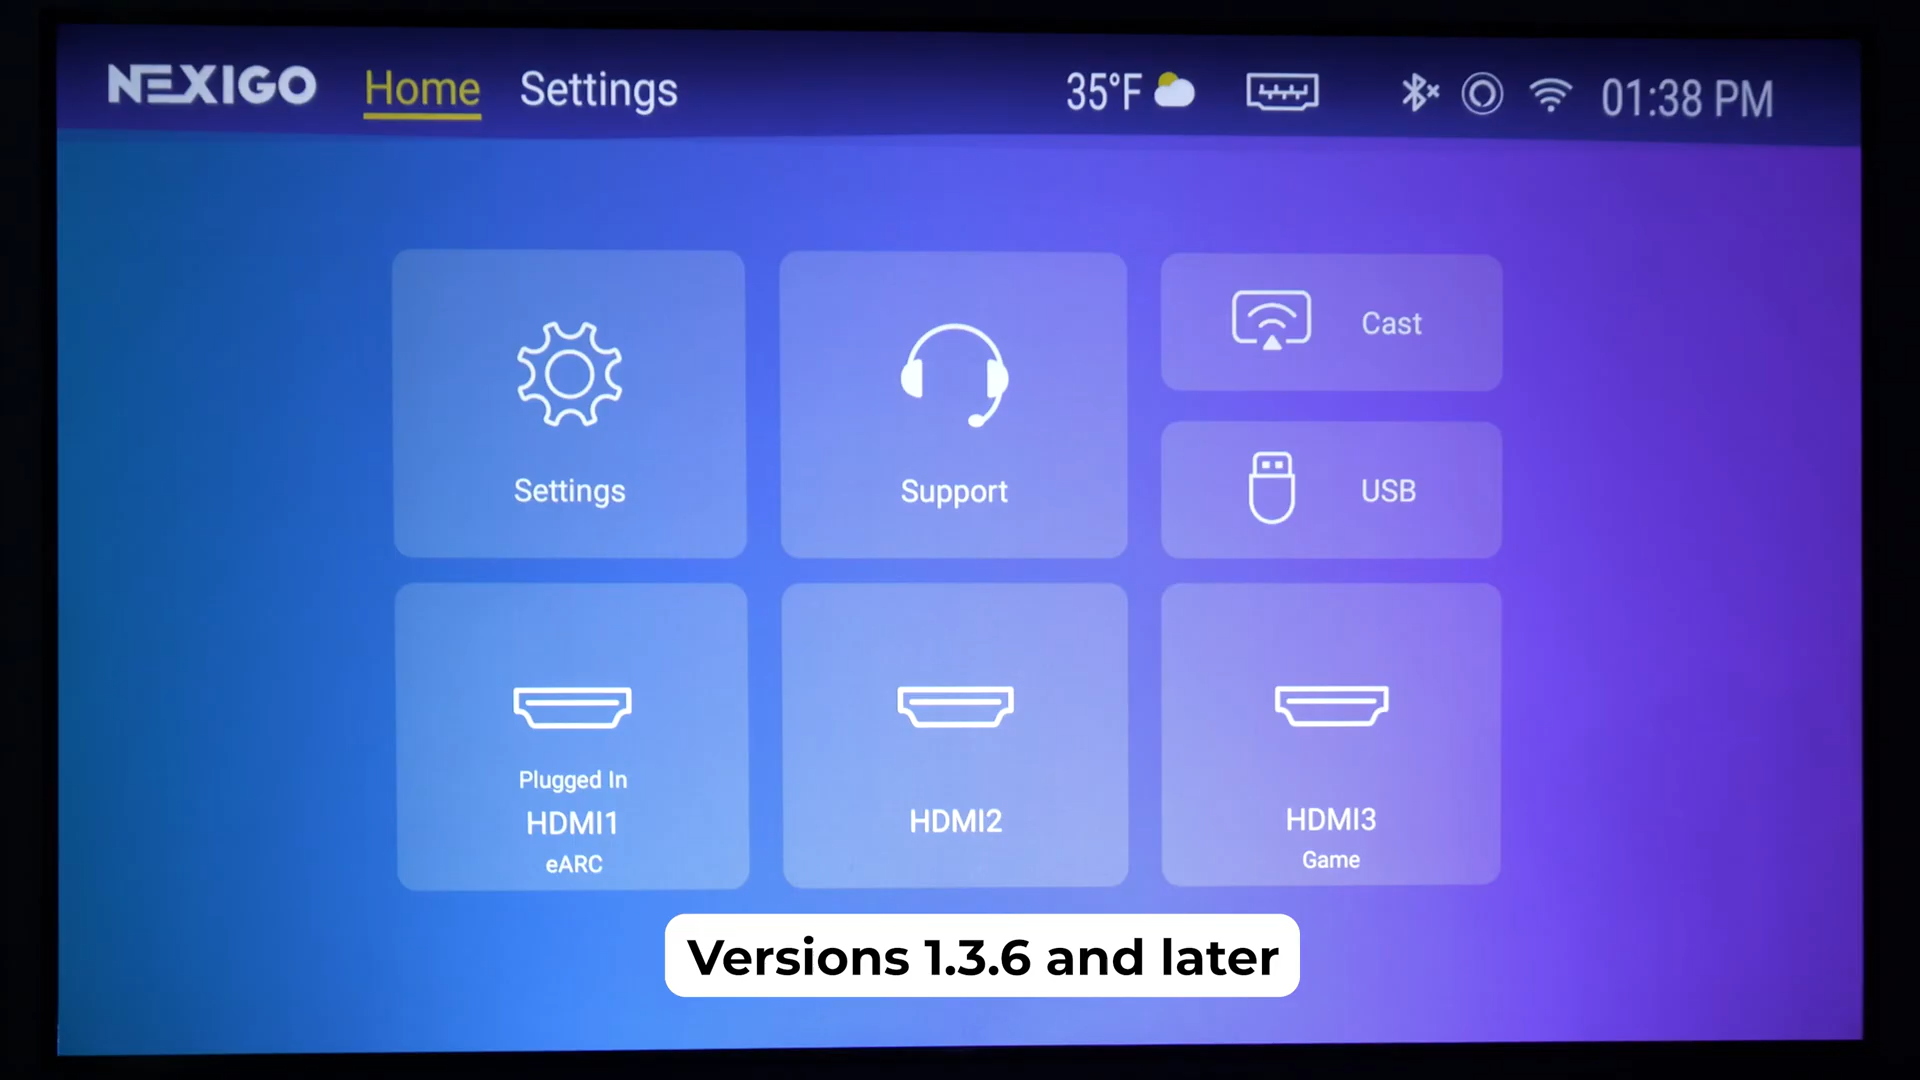 NEXIGO Home Settings 35°F 01:38 PM
Settings
Support
Cast
USB
Plugged In
HDMI1
eARC
HDMI2
HDMI3
Game
Versions 1.3.6 and later